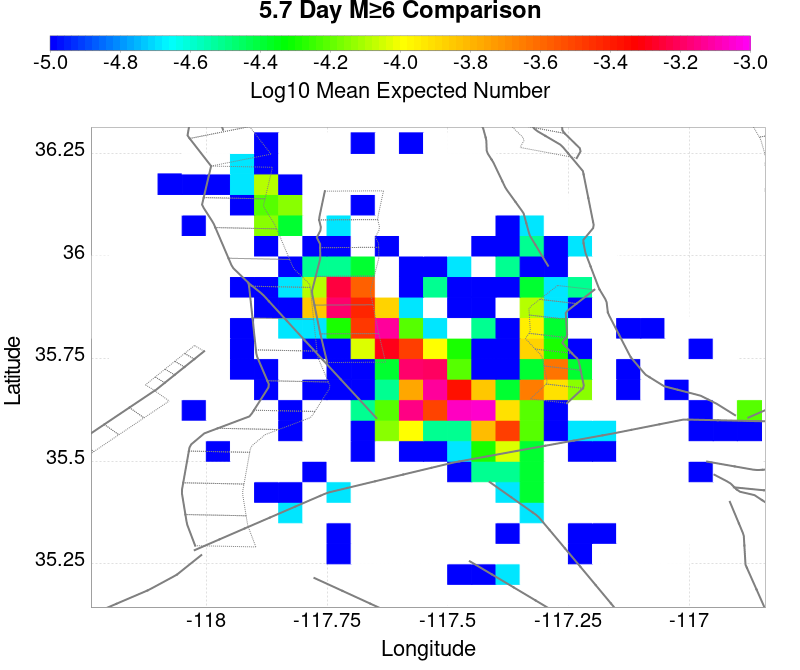 5.7 Day M≥6 Comparison
-5.0 -4.8 -4.6 -4.4 -4.2 -4.0 -3.8 -3.6 -3.4 -3.2 -3.0
Log10 Mean Expected Number
36.25
36
35.75
35.5
35.25
Latitude
-118 -117.75 -117.5 -117.25 -117
Longitude